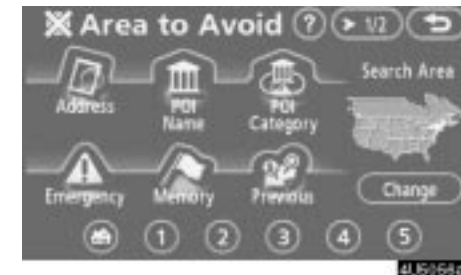 Area to Avoid ? 1/2
Search Area
Address POI Name POI Category
Emergency Memory Previous
Change
1 2 3 4 5
4U5058a